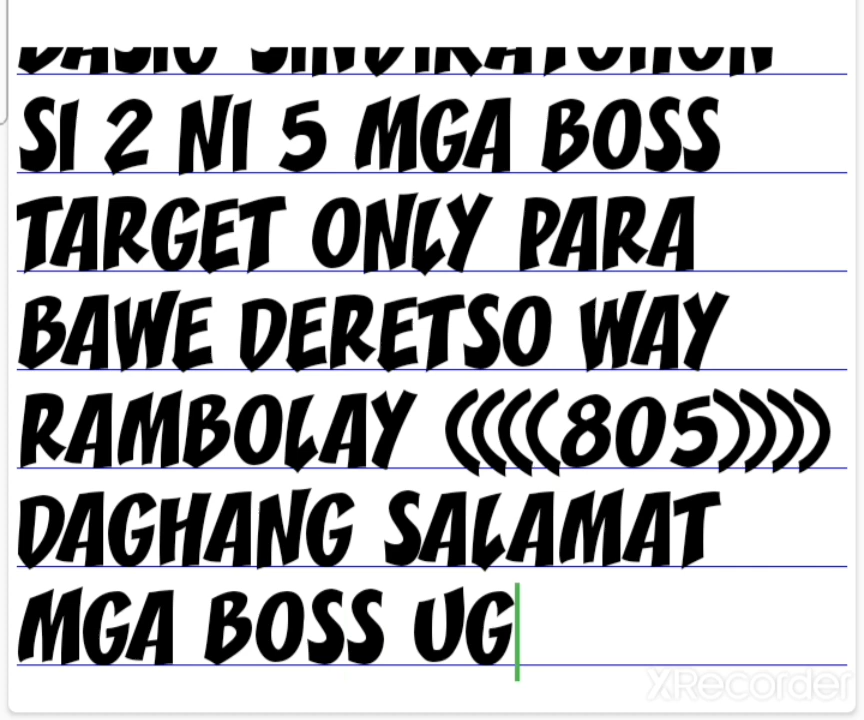 SI 2 NI 5 MGA BOSS
TARGET ONLY PARA
BAWE DERETSO WAY
RAMBOLAY ((((805))))
DAGHANG SALAMAT
MGA BOSS UG
XRecorder